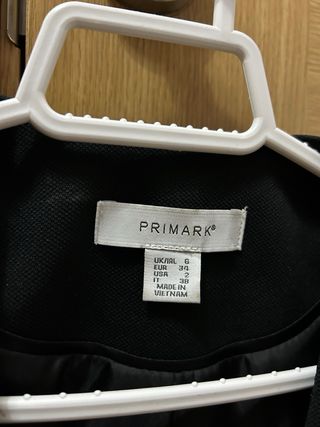 PRIMARK®
UK/IRL 6
EUR 34
USA 2
IT 38
MADE IN
VIETNAM